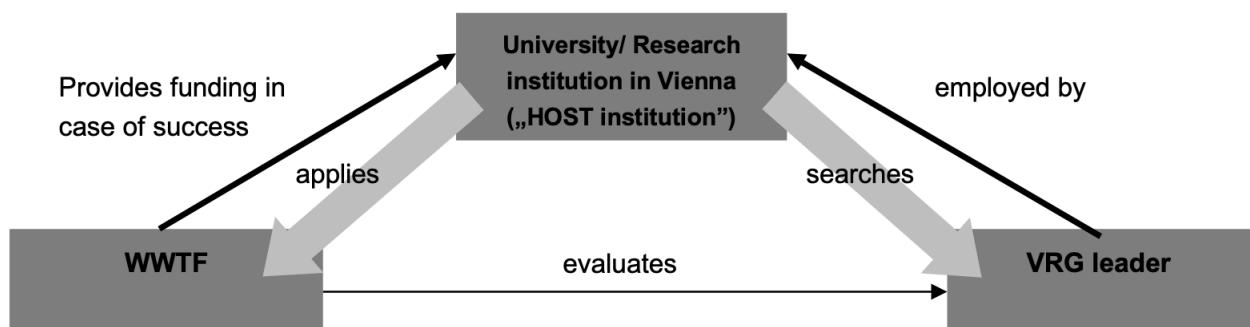 University/ Research
institution in Vienna
(„HOST institution”)
Provides funding in
case of success
employed by
applies
searches
WWTF
evaluates
VRG leader